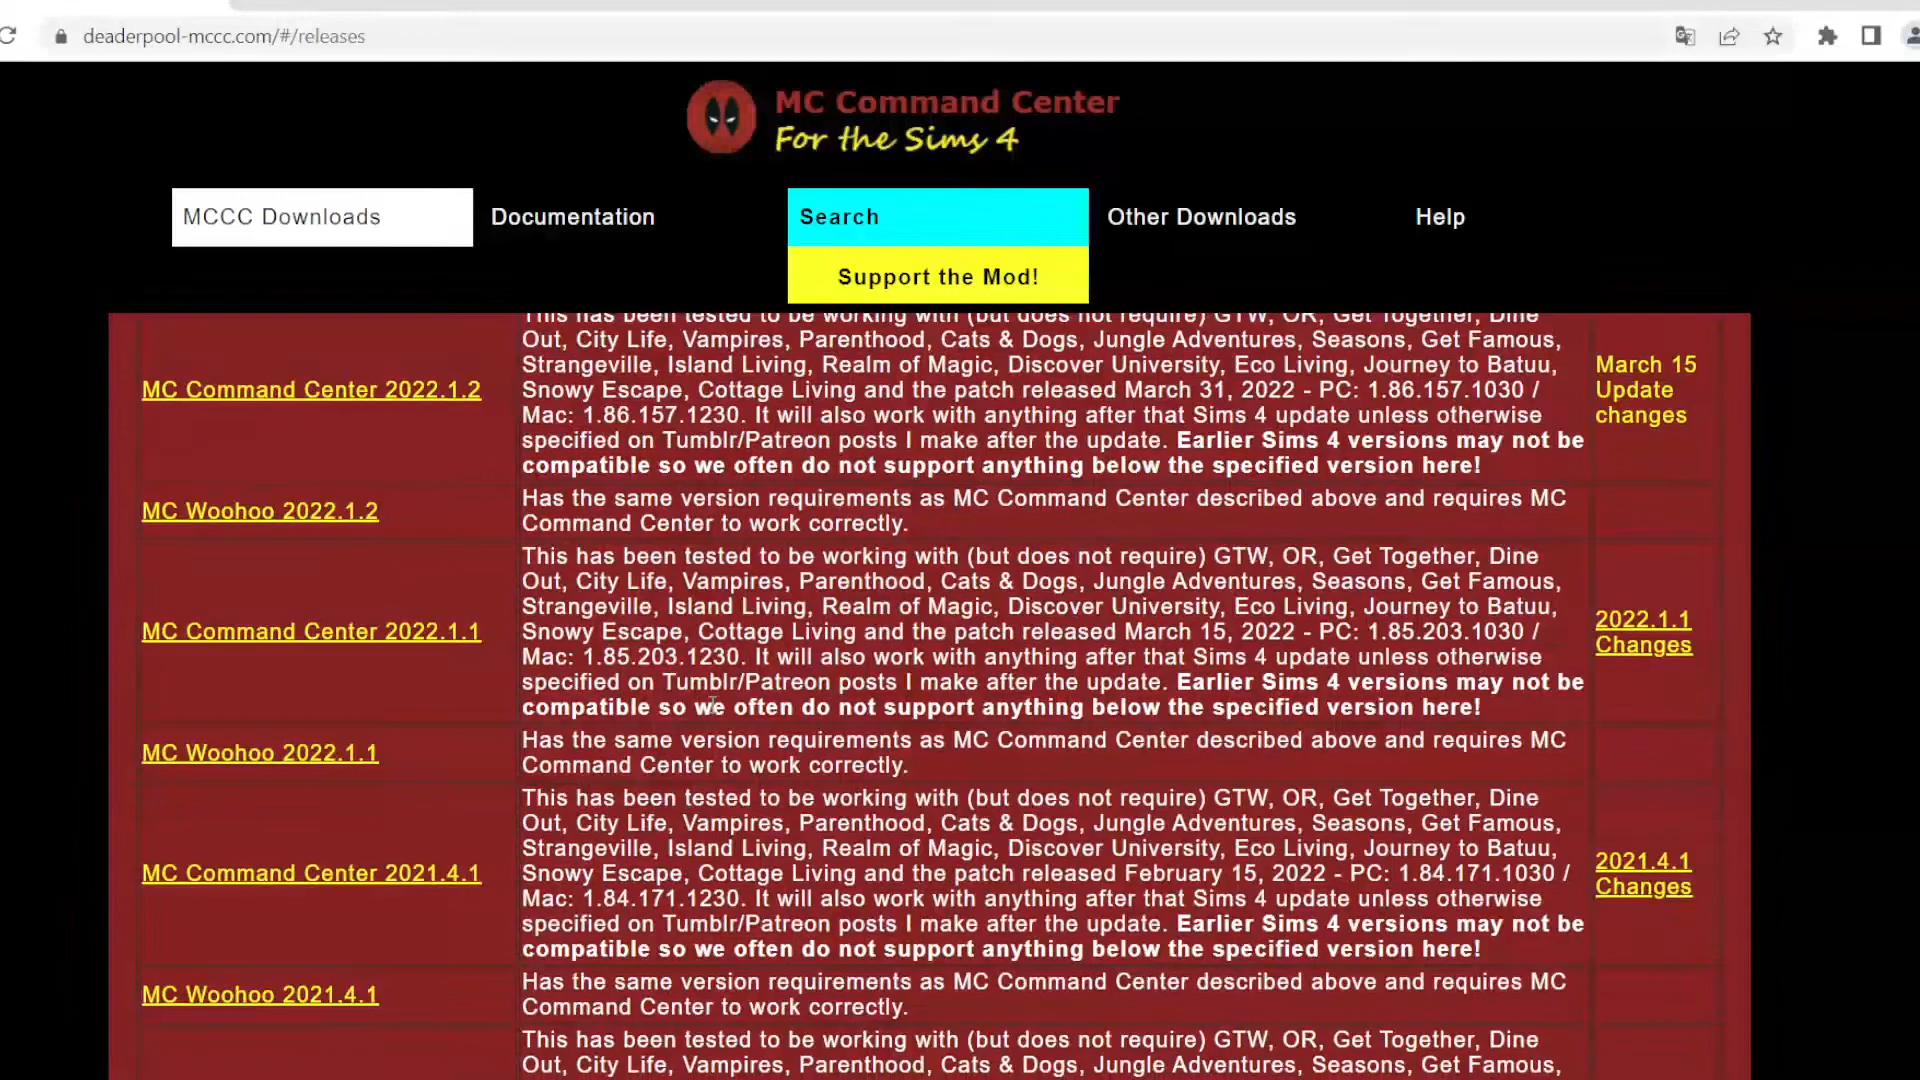 deaderpool-mccc.com/#/releases
MC Command Center
For the Sims 4
MCCC Downloads
Documentation
Search
Other Downloads
Help
Support the Mod!
MC Command Center 2022.1.2
This has been tested to be working with (but does not require) GTW, OR, Get Together, Dine
Out, City Life, Vampires, Parenthood, Cats & Dogs, Jungle Adventures, Seasons, Get Famous,
Strangeville, Island Living, Realm of Magic, Discover University, Eco Living, Journey to Batuu,
Snowy Escape, Cottage Living and the patch released March 31, 2022 - PC: 1.86.157.1030 /
Mac: 1.86.157.1230. It will also work with anything after that Sims 4 update unless otherwise
specified on Tumblr/Patreon posts I make after the update. Earlier Sims 4 versions may not be
compatible so we often do not support anything below the specified version here!
March 15
Update
changes
MC Woohoo 2022.1.2
Has the same version requirements as MC Command Center described above and requires MC
Command Center to work correctly.
MC Command Center 2022.1.1
This has been tested to be working with (but does not require) GTW, OR, Get Together, Dine
Out, City Life, Vampires, Parenthood, Cats & Dogs, Jungle Adventures, Seasons, Get Famous,
Strangeville, Island Living, Realm of Magic, Discover University, Eco Living, Journey to Batuu,
Snowy Escape, Cottage Living and the patch released March 15, 2022 - PC: 1.85.203.1030 /
Mac: 1.85.203.1230. It will also work with anything after that Sims 4 update unless otherwise
specified on Tumblr/Patreon posts I make after the update. Earlier Sims 4 versions may not be
compatible so we often do not support anything below the specified version here!
2022.1.1
Changes
MC Woohoo 2022.1.1
Has the same version requirements as MC Command Center described above and requires MC
Command Center to work correctly.
MC Command Center 2021.4.1
This has been tested to be working with (but does not require) GTW, OR, Get Together, Dine
Out, City Life, Vampires, Parenthood, Cats & Dogs, Jungle Adventures, Seasons, Get Famous,
Strangeville, Island Living, Realm of Magic, Discover University, Eco Living, Journey to Batuu,
Snowy Escape, Cottage Living and the patch released February 15, 2022 - PC: 1.84.171.1030 /
Mac: 1.84.171.1230. It will also work with anything after that Sims 4 update unless otherwise
specified on Tumblr/Patreon posts I make after the update. Earlier Sims 4 versions may not be
compatible so we often do not support anything below the specified version here!
2021.4.1
Changes
MC Woohoo 2021.4.1
Has the same version requirements as MC Command Center described above and requires MC
Command Center to work correctly.
This has been tested to be working with (but does not require) GTW, OR, Get Together, Dine
Out, City Life, Vampires, Parenthood, Cats & Dogs, Jungle Adventures, Seasons, Get Famous,